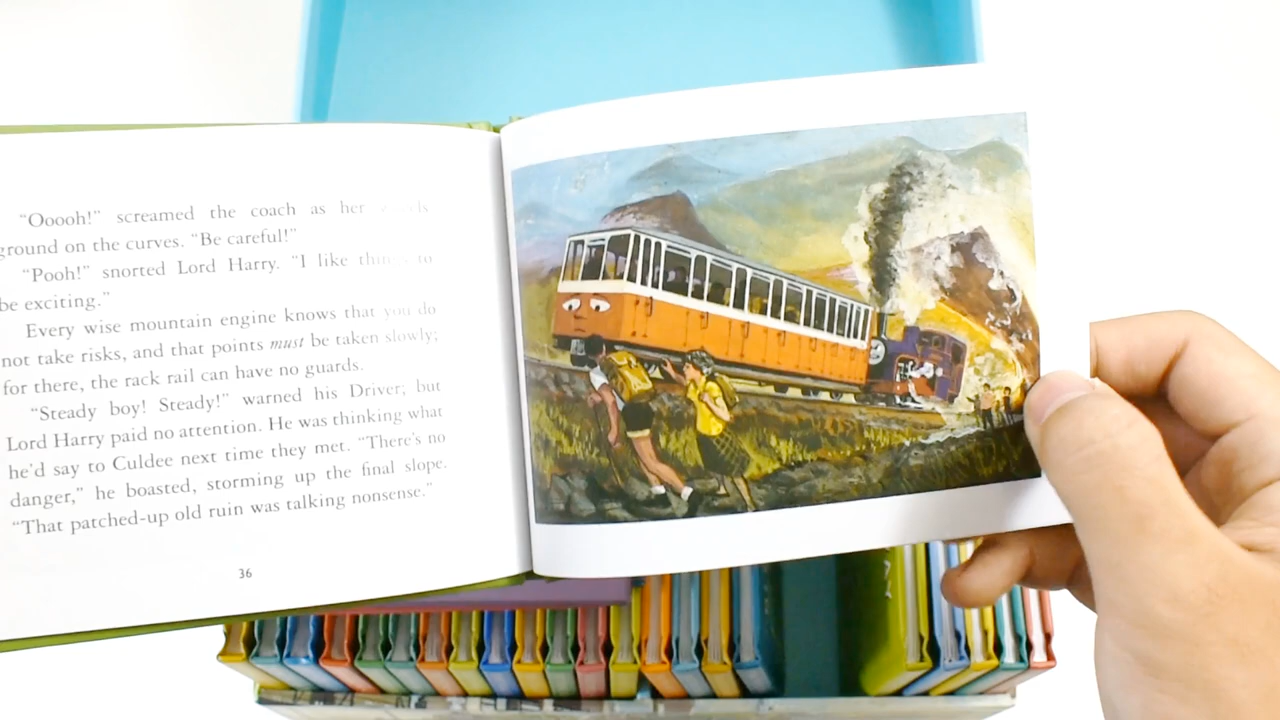 “Ooooh!” screamed the coach as her wheels
ground on the curves. “Be careful!”
“Pooh!” snorted Lord Harry. “I like things to
be exciting.”
Every wise mountain engine knows that you do
not take risks, and that points must be taken slowly;
for there, the rack rail can have no guards.
“Steady boy! Steady!” warned his Driver; but
Lord Harry paid no attention. He was thinking what
he’d say to Culdee next time they met. “There’s no
danger,” he boasted, storming up the final slope.
“That patched-up old ruin was talking nonsense.”
36